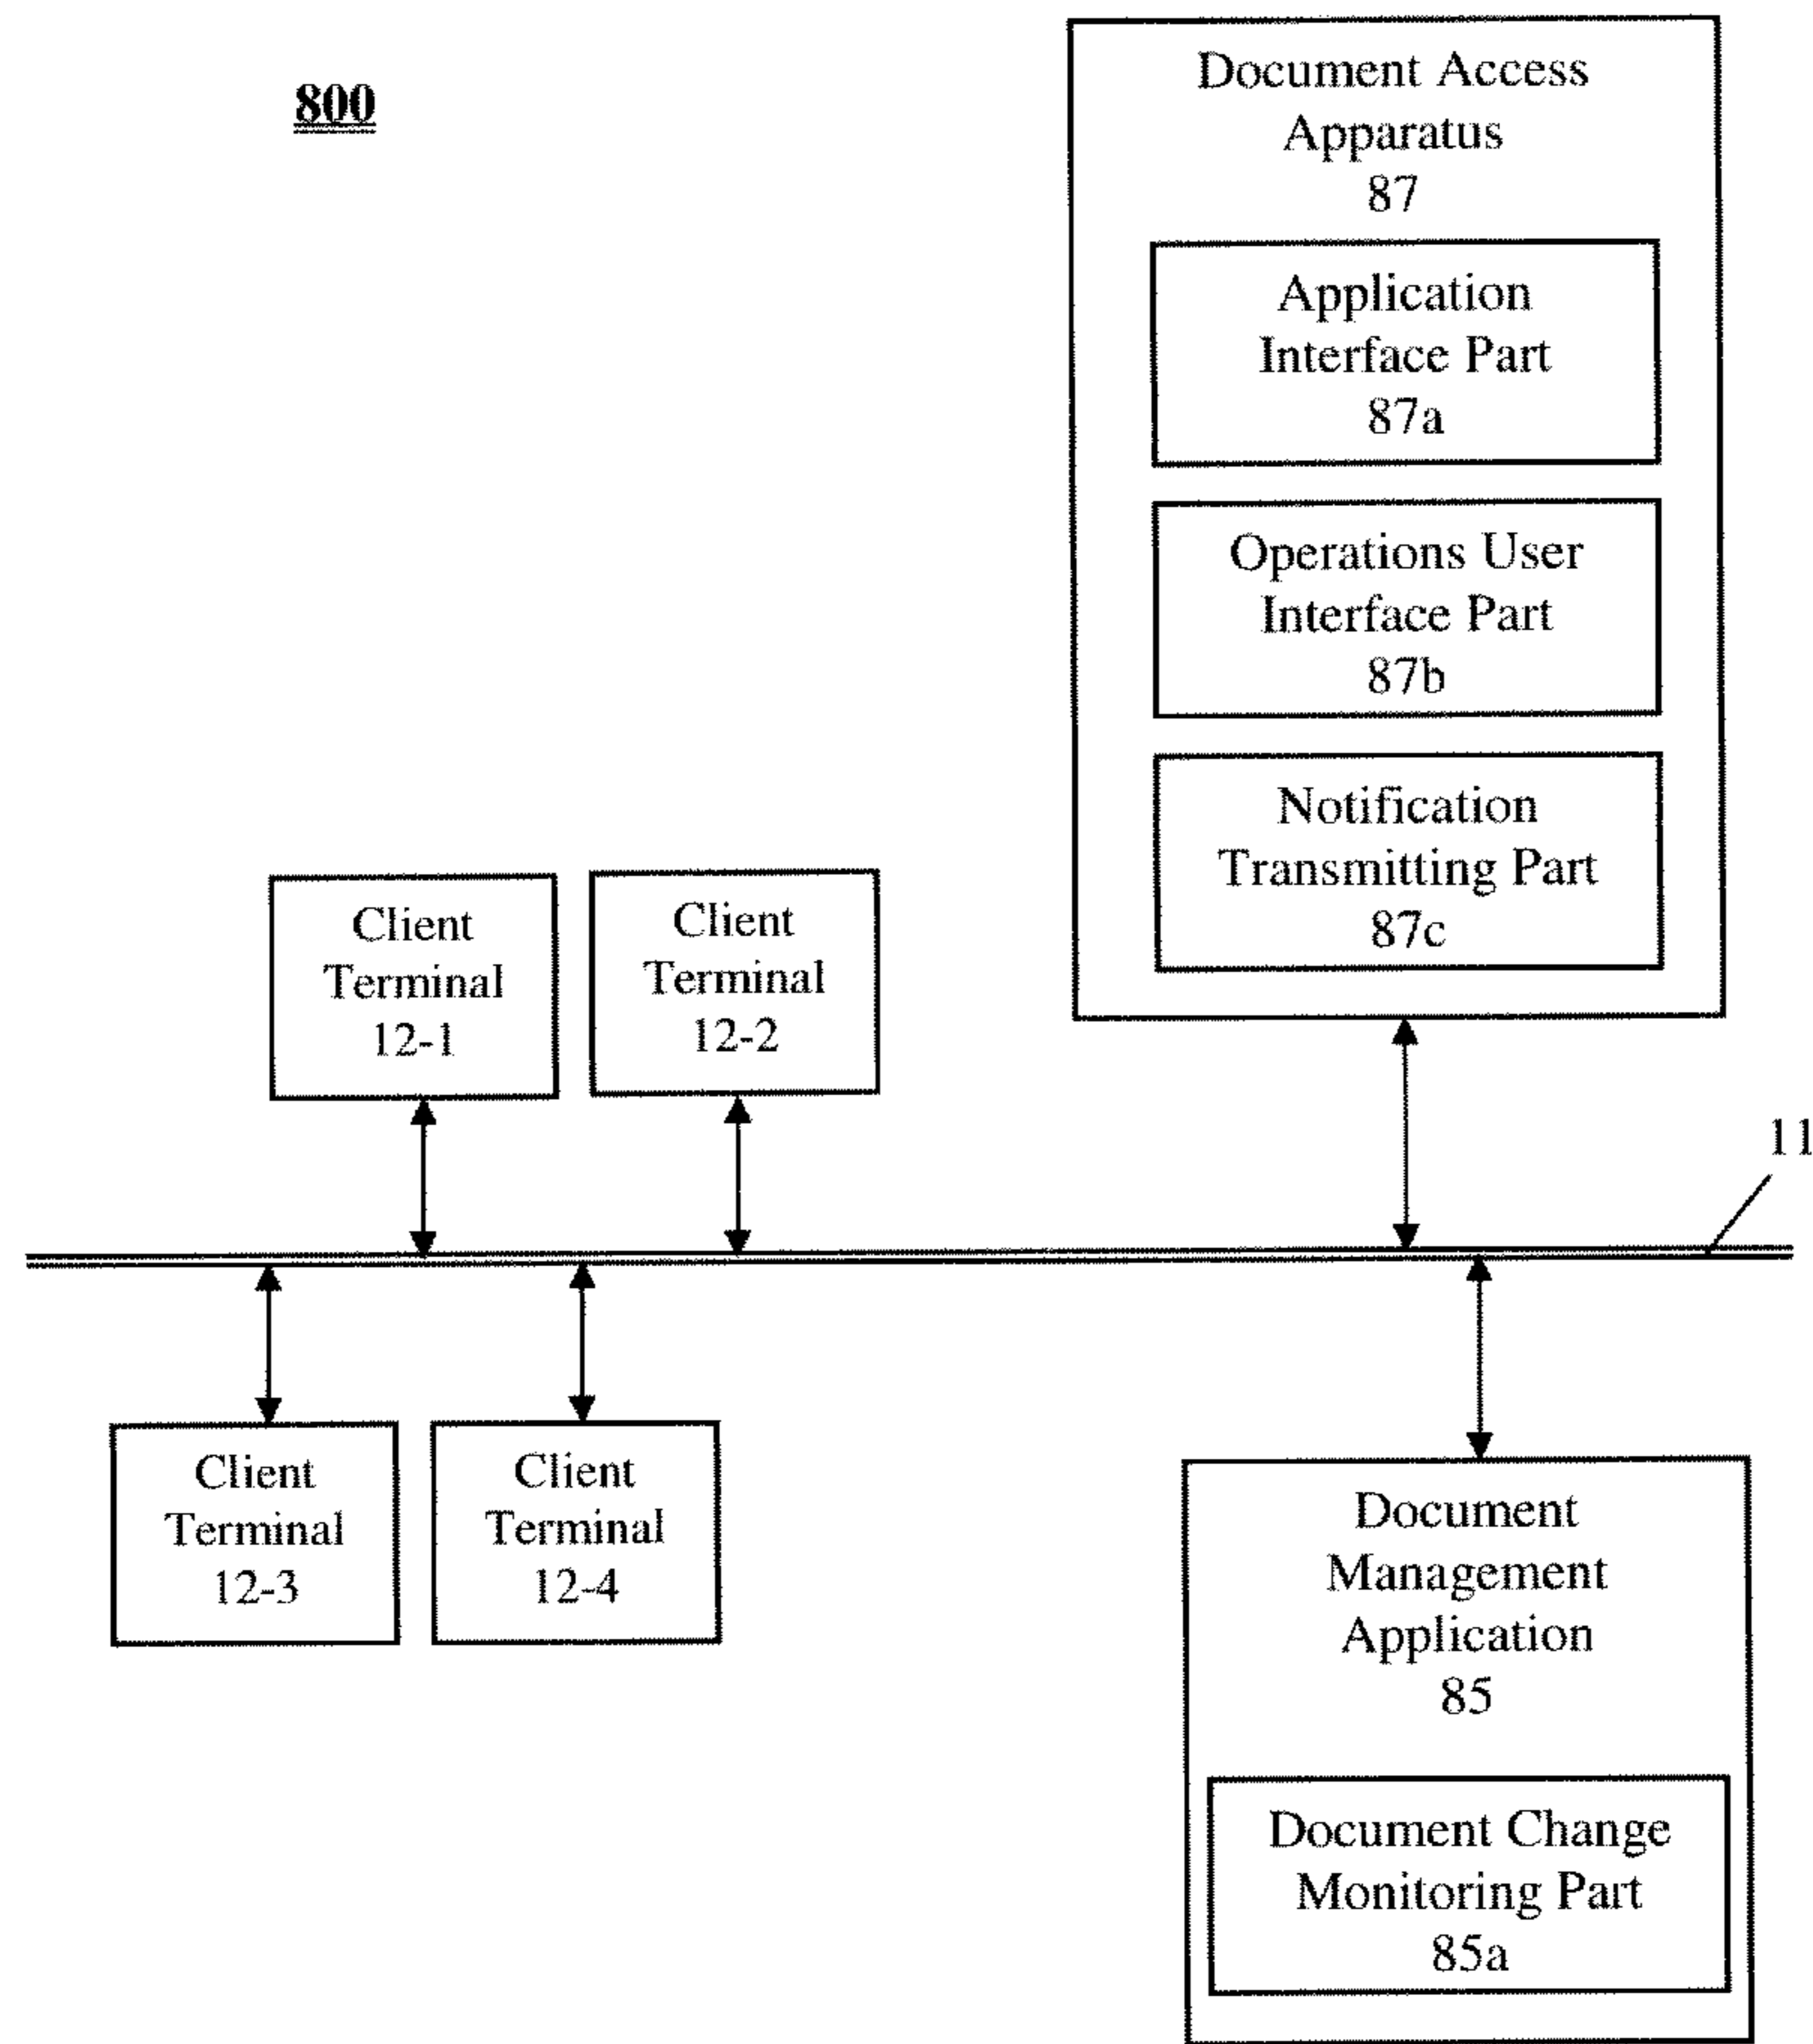 800
Document Access
Apparatus
87
Application
Interface Part
87a
Operations User
Interface Part
87b
Notification
Transmitting Part
87c
Client
Terminal
12-1
Client
Terminal
12-2
11
Client
Terminal
12-3
Client
Terminal
12-4
Document
Management
Application
85
Document Change
Monitoring Part
85a